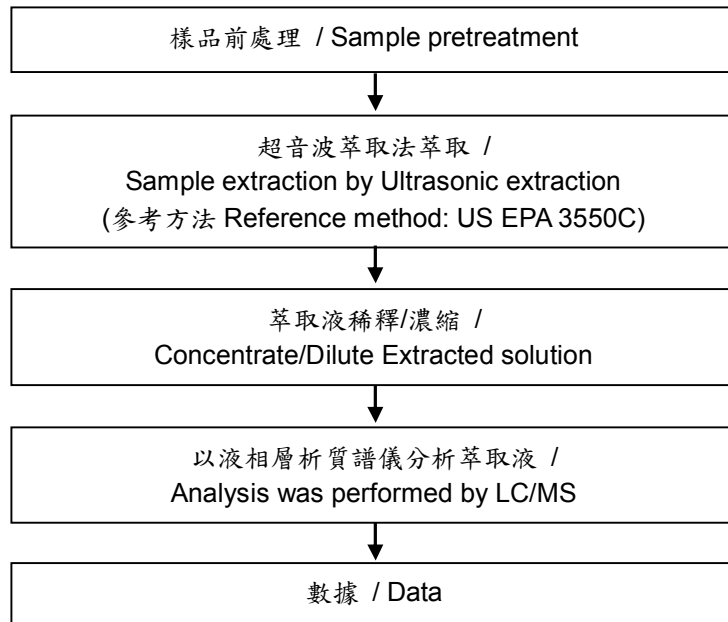 樣品前處理 / Sample pretreatment
超音波萃取法萃取 /
Sample extraction by Ultrasonic extraction
(參考方法 Reference method: US EPA 3550C)
萃取液稀釋/濃縮 /
Concentrate/Dilute Extracted solution
以液相層析質譜儀分析萃取液 /
Analysis was performed by LC/MS
數據 / Data